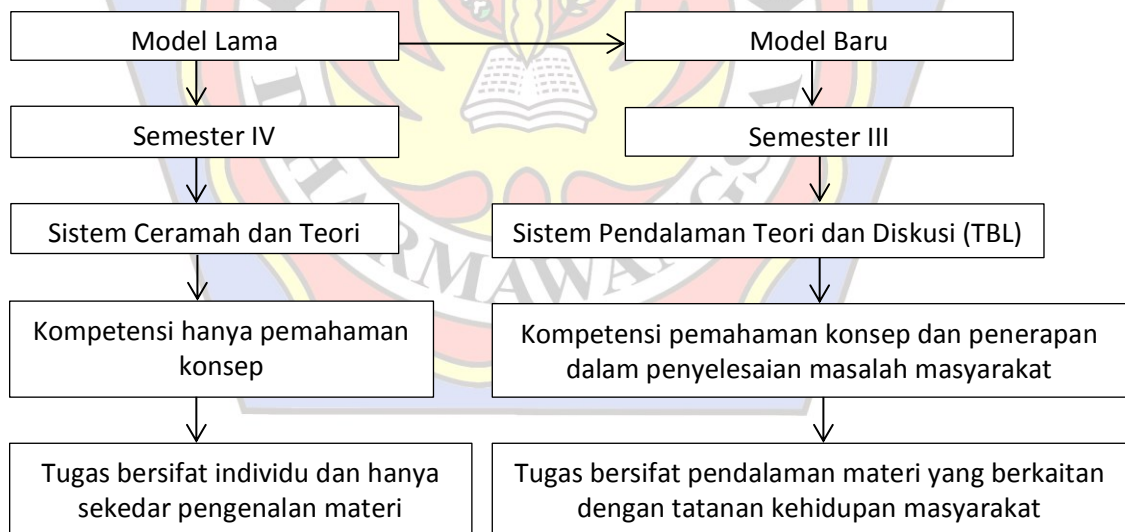 Model Lama
Model Baru
Semester IV
Semester III
Sistem Ceramah dan Teori
Sistem Pendalaman Teori dan Diskusi (TBL)
Kompetensi hanya pemahaman
konsep
Kompetensi pemahaman konsep dan penerapan
dalam penyelesaian masalah masyarakat
Tugas bersifat individu dan hanya
sekedar pengenalan materi
Tugas bersifat pendalaman materi yang berkaitan
dengan tatanan kehidupan masyarakat